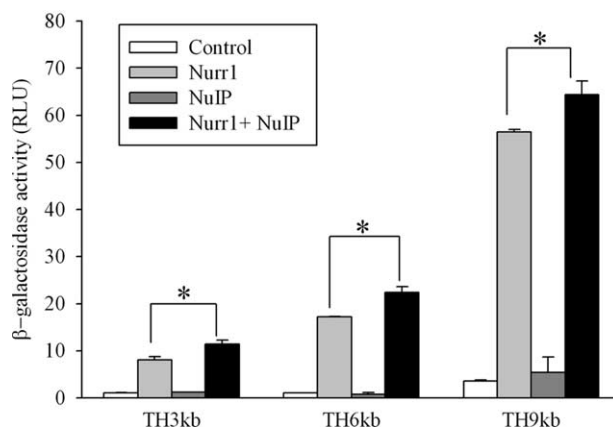 80
70
60
50
40
30
20
10
0
β-galactosidase activity (RLU)
Control
Nurr1
NuIP
Nurr1+ NuIP
*
*
*
TH3kb
TH6kb
TH9kb